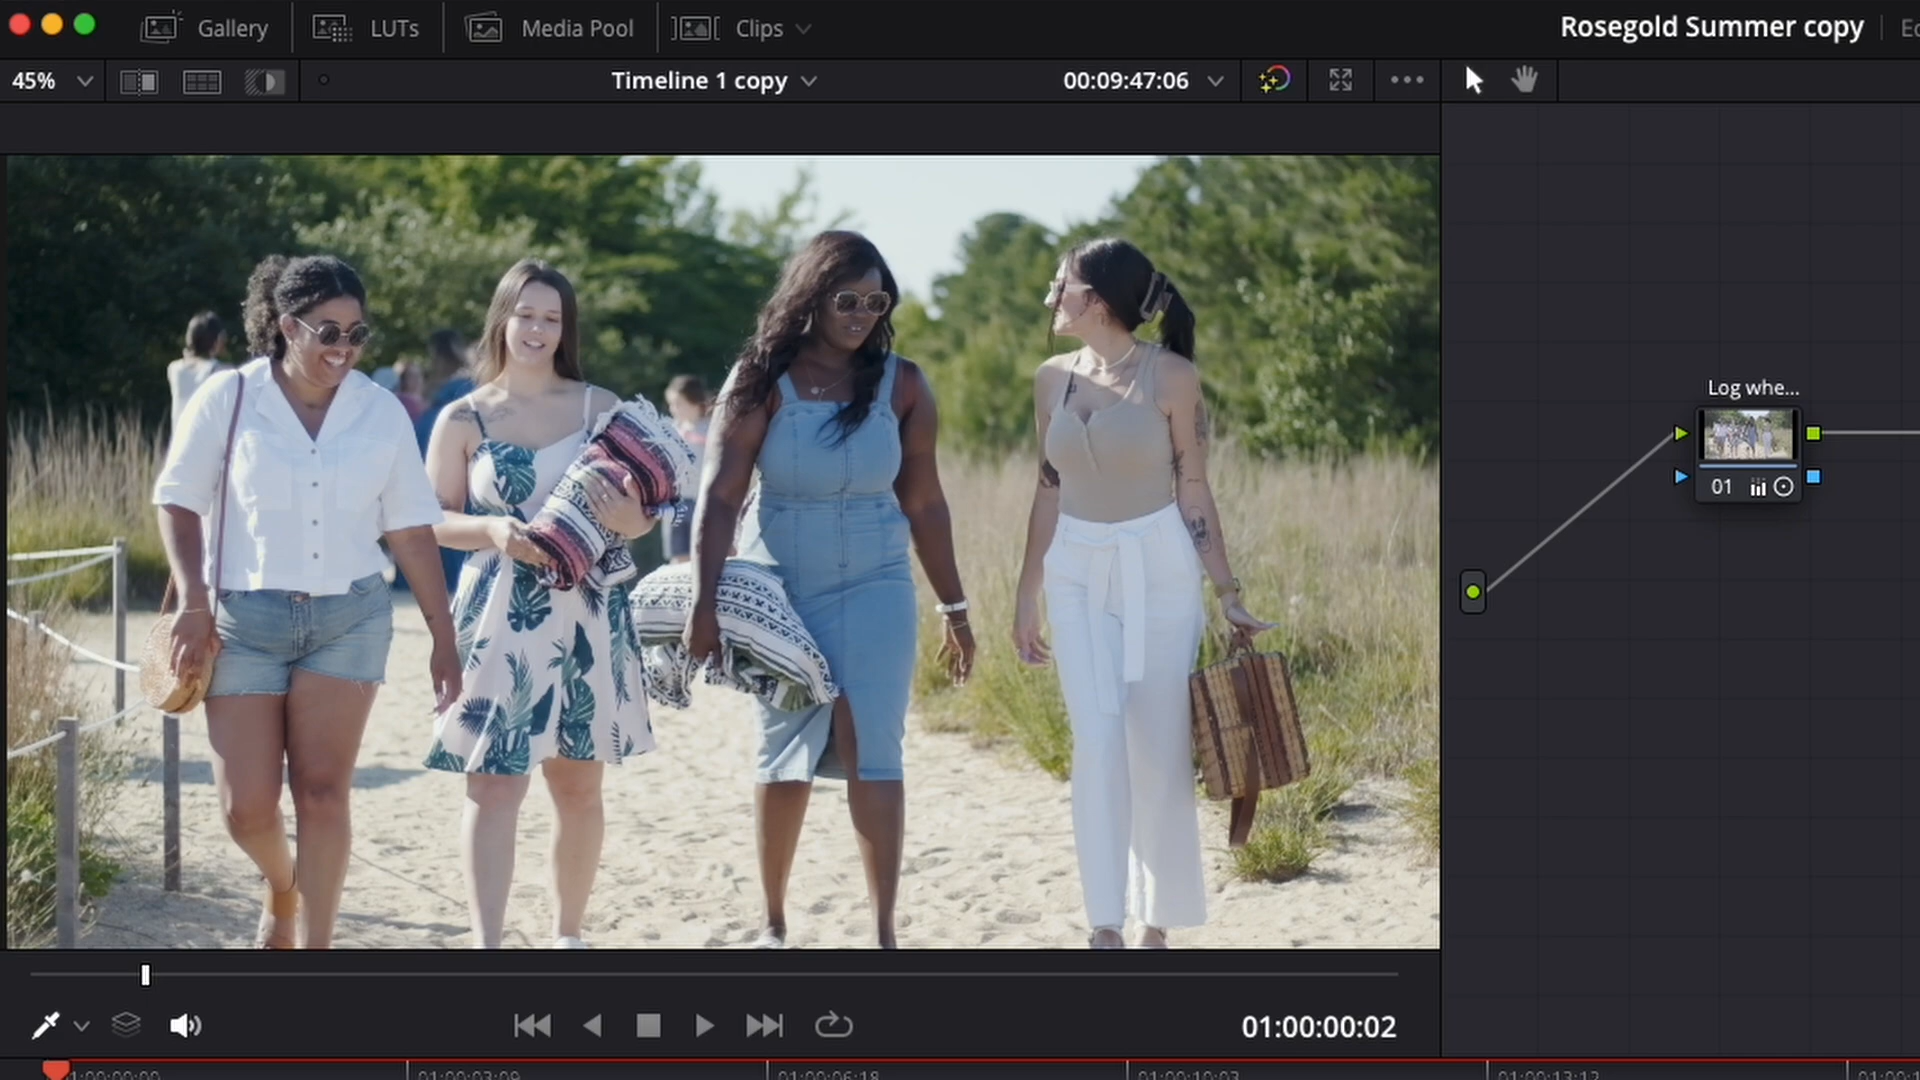 Gallery
LUTs
Media Pool
Clips
Rosegold Summer copy
45%
Timeline 1 copy
00:09:47:06
Log whe...
01
01:00:00:02